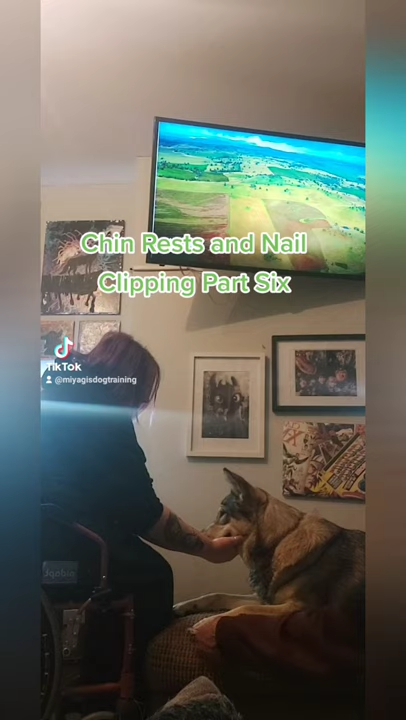 Chin Rests and Nail
Clipping Part Six
TikTok
@miyagisdogtraining